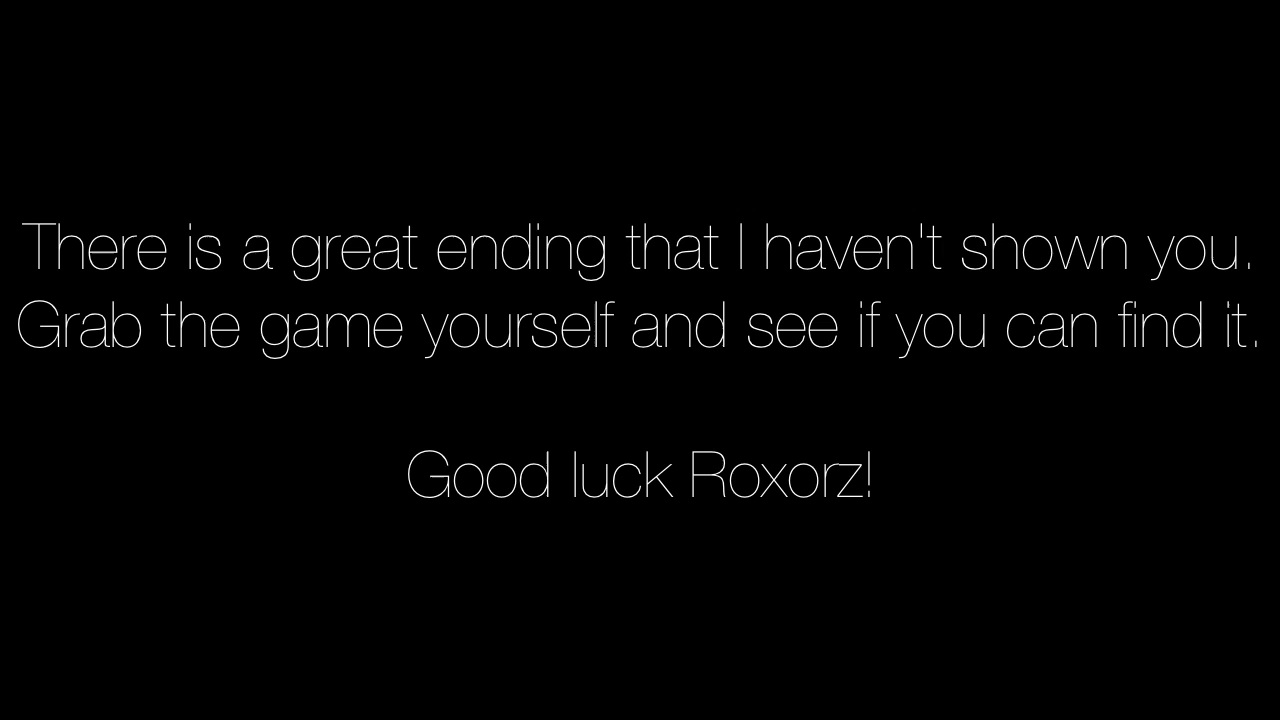 There is a great ending that I haven't shown you.
Grab the game yourself and see if you can find it.
Good luck Roxorz!